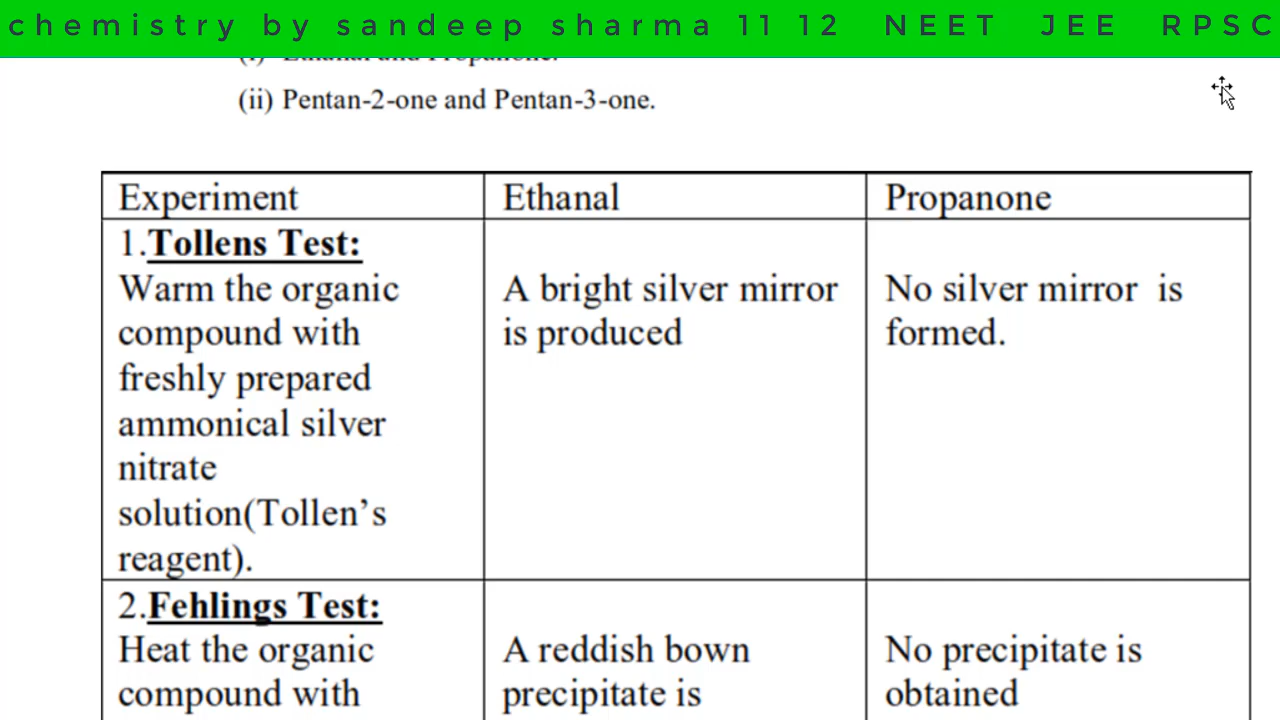 chemistry by sandeep sharma 11 12 NEET JEE RPSC
(i) Ethanal and Propanone.
(ii) Pentan-2-one and Pentan-3-one.
Experiment
Ethanal
Propanone
1.Tollens Test:
Warm the organic
compound with
freshly prepared
ammonical silver
nitrate
solution(Tollen’s
reagent).
A bright silver mirror
is produced
No silver mirror is
formed.
2.Fehlings Test:
Heat the organic
compound with
A reddish bown
precipitate is
No precipitate is
obtained